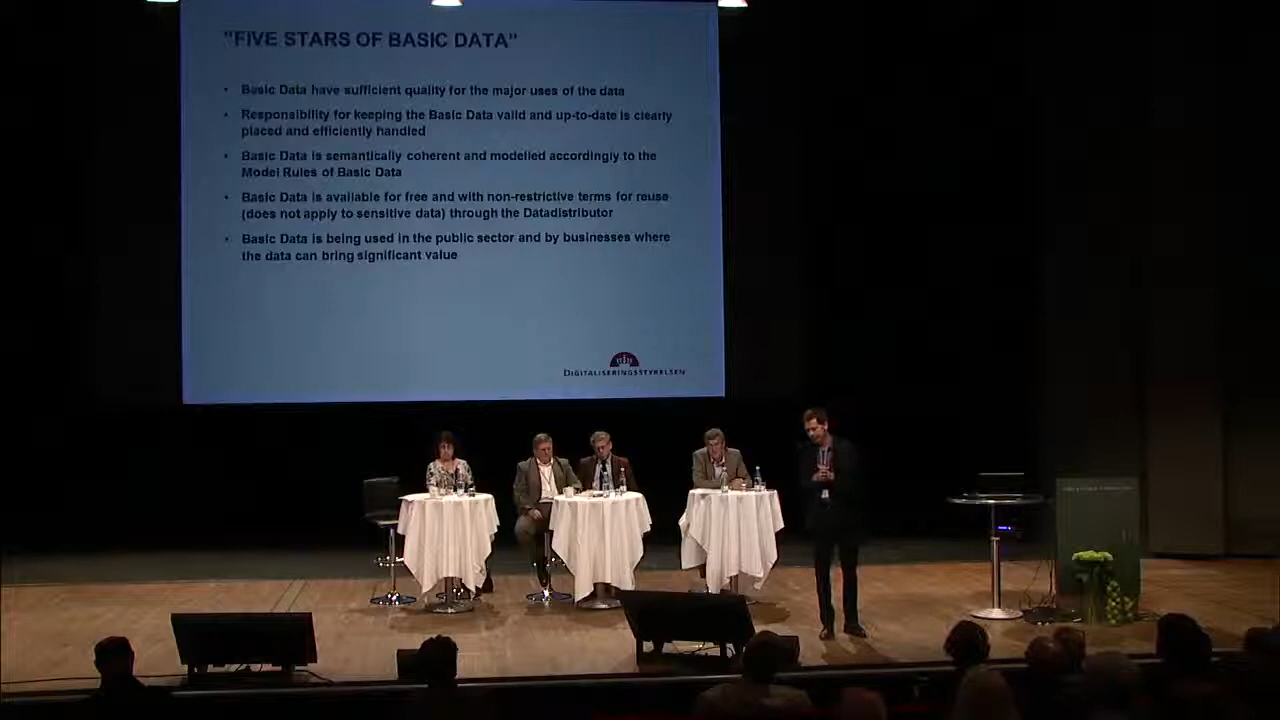 "FIVE STARS OF BASIC DATA"
• Basic Data have sufficient quality for the major uses of the data
• Responsibility for keeping the Basic Data valid and up-to-date is clearly
placed and efficiently handled
• Basic Data is semantically coherent and modelled accordingly to the
Model Rules of Basic Data
• Basic Data is available for free and with non-restrictive terms for reuse
(does not apply to sensitive data) through the Datadistributor
• Basic Data is being used in the public sector and by businesses where
the data can bring significant value
DIGITALISERINGSSTYRELSEN